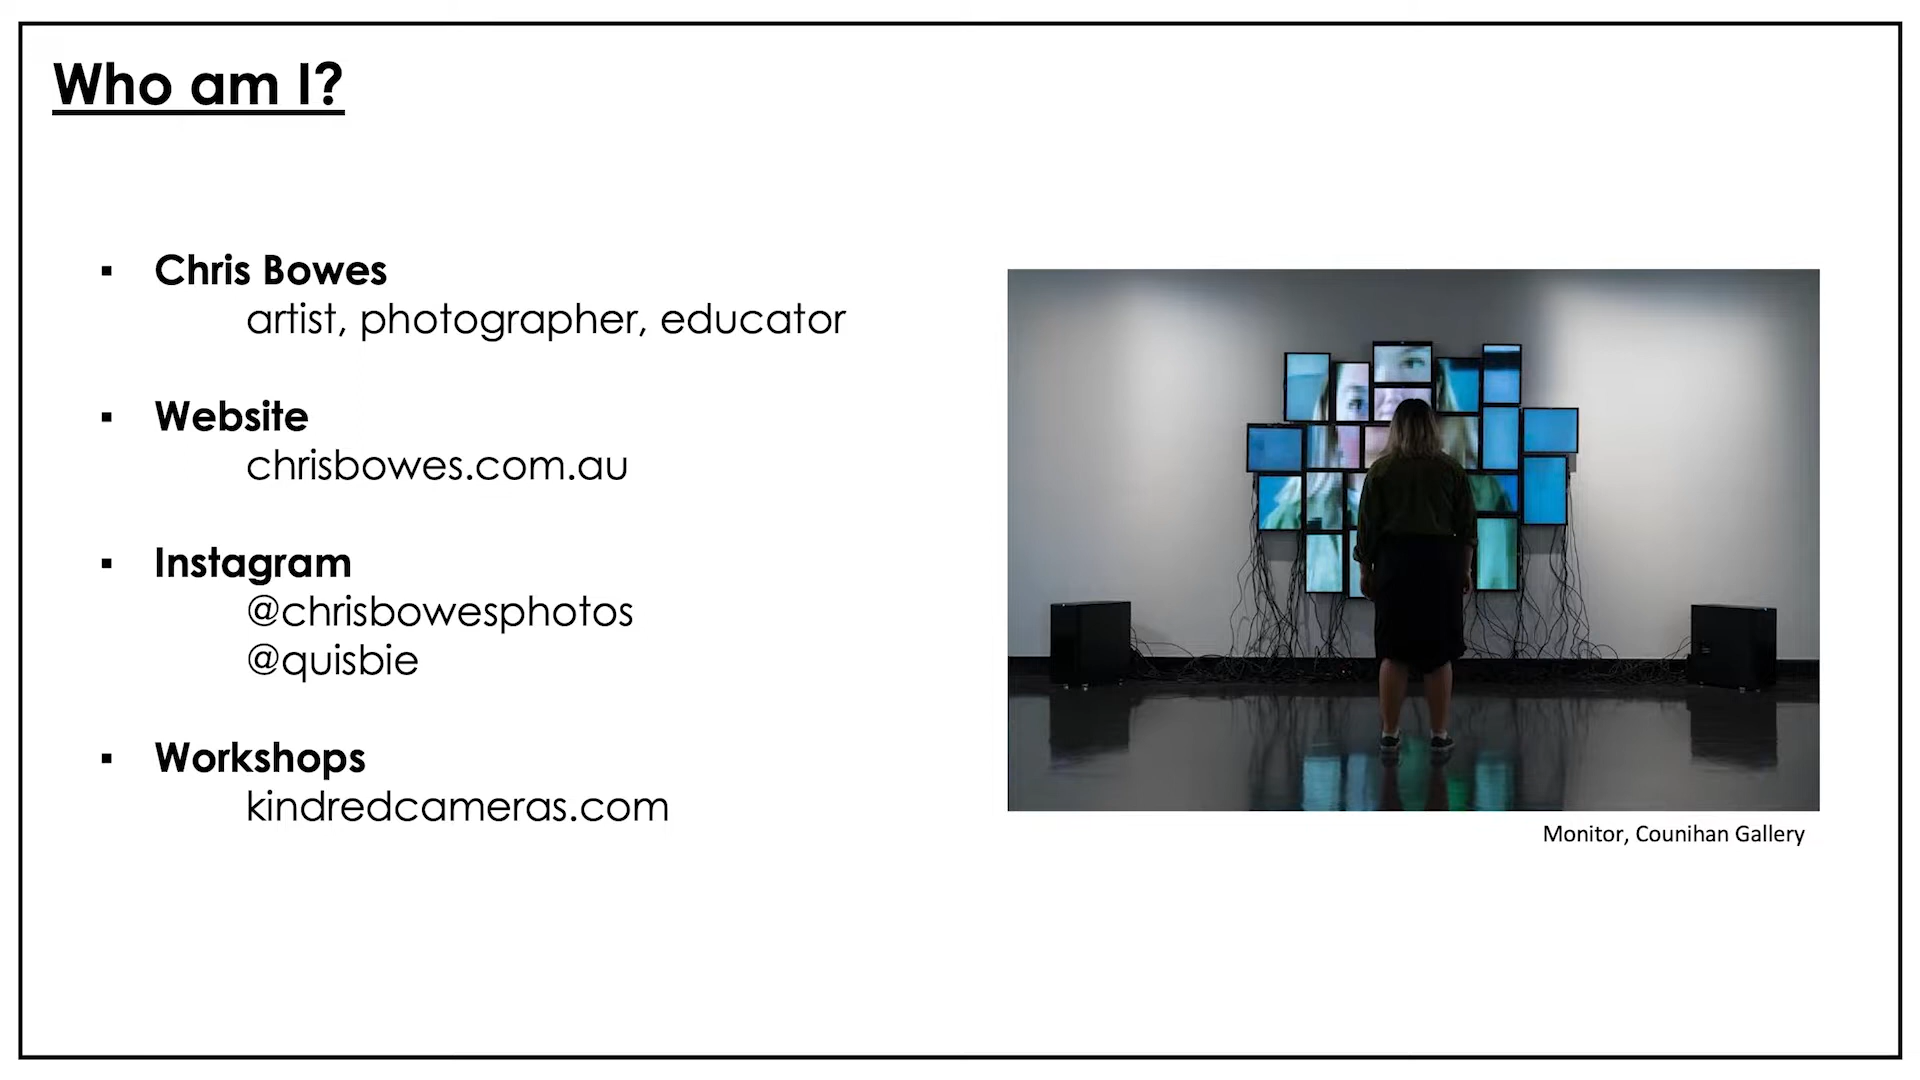 Who am I?
▪ Chris Bowes
artist, photographer, educator
▪ Website
chrisbowes.com.au
▪ Instagram
@chrisbowesphotos
@quisbie
▪ Workshops
kindredcameras.com
Monitor, Counihan Gallery